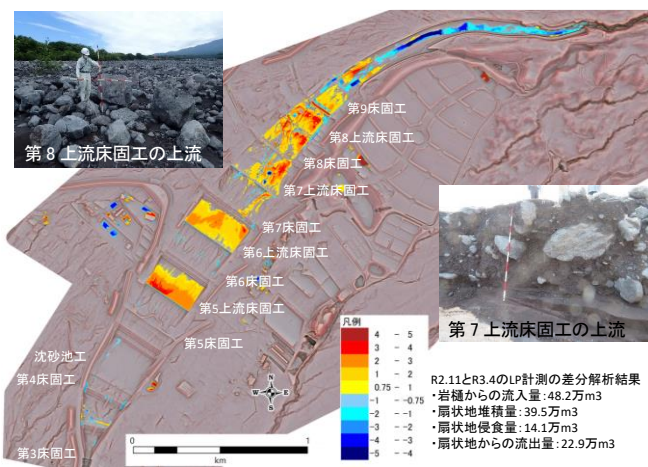 第8上流床固工の上流
第9床固工
第8上流床固工
第8床固工
第7上流床固工
第7床固工
第6上流床固工
第6床固工
第5上流床固工
第5床固工
沈砂池工
第4床固工
第3床固工
第7上流床固工の上流
N
W E
S
0 1
km
凡例
4 - 5
3 - 4
2 - 3
1 - 2
0.75 - 1
-1 - -0.75
-2 - -1
-3 - -2
-4 - -3
-5 - -4
R2.11とR3.4のLP計測の差分解析結果
・岩樋からの流入量:48.2万m3
・扇状地堆積量:39.5万m3
・扇状地侵食量:14.1万m3
・扇状地からの流出量:22.9万m3